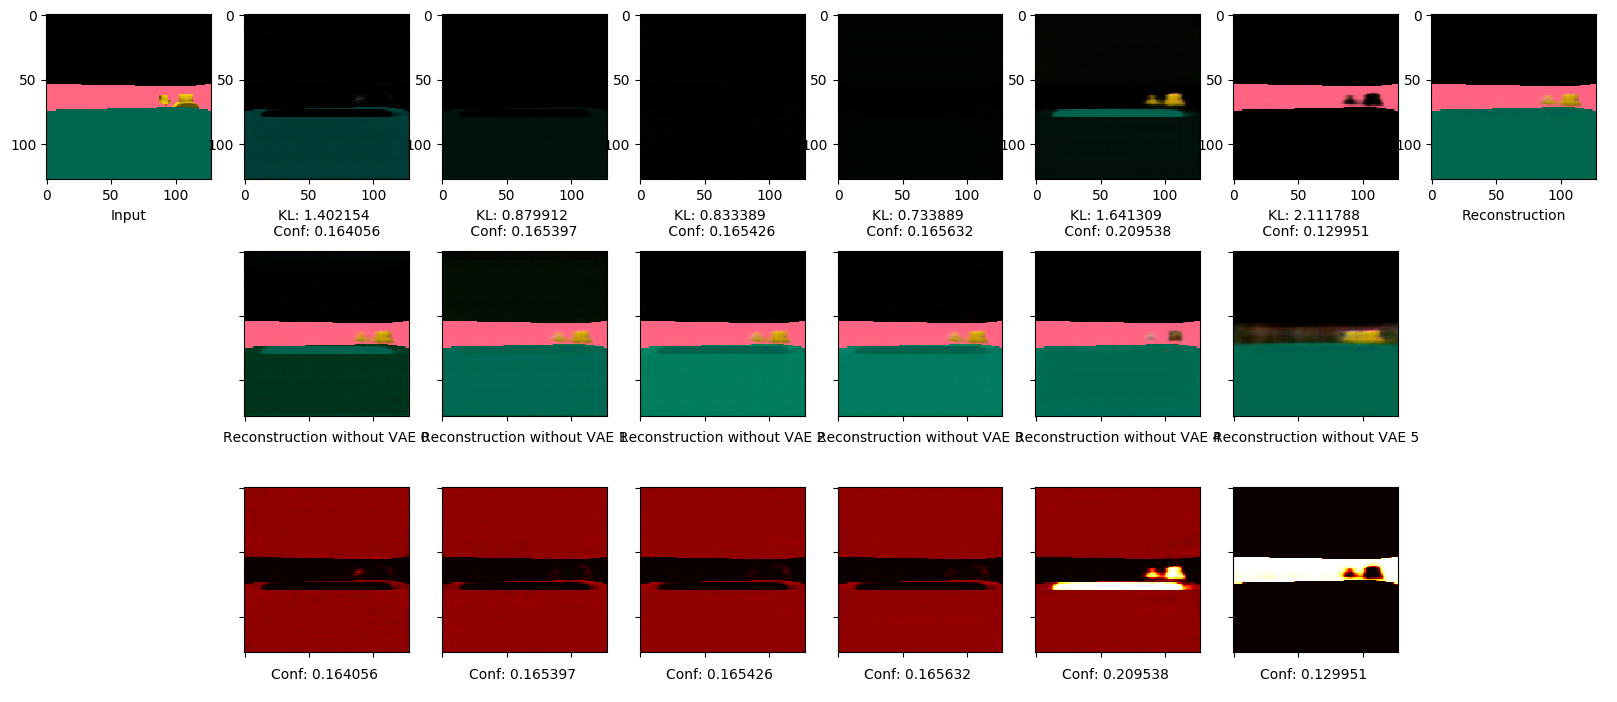 0
50
100
0 50 100
Input
0
50
100
0 50 100
KL: 1.402154
Conf: 0.164056
0
50
100
0 50 100
KL: 0.879912
Conf: 0.165397
0
50
100
0 50 100
KL: 0.833389
Conf: 0.165426
0
50
100
0 50 100
KL: 0.733889
Conf: 0.165632
0
50
100
0 50 100
KL: 1.641309
Conf: 0.209538
0
50
100
0 50 100
KL: 2.111788
Conf: 0.129951
0
50
100
0 50 100
Reconstruction
Reconstruction without VAE 0
Reconstruction without VAE 1
Reconstruction without VAE 2
Reconstruction without VAE 3
Reconstruction without VAE 4
Reconstruction without VAE 5
Conf: 0.164056
Conf: 0.165397
Conf: 0.165426
Conf: 0.165632
Conf: 0.209538
Conf: 0.129951